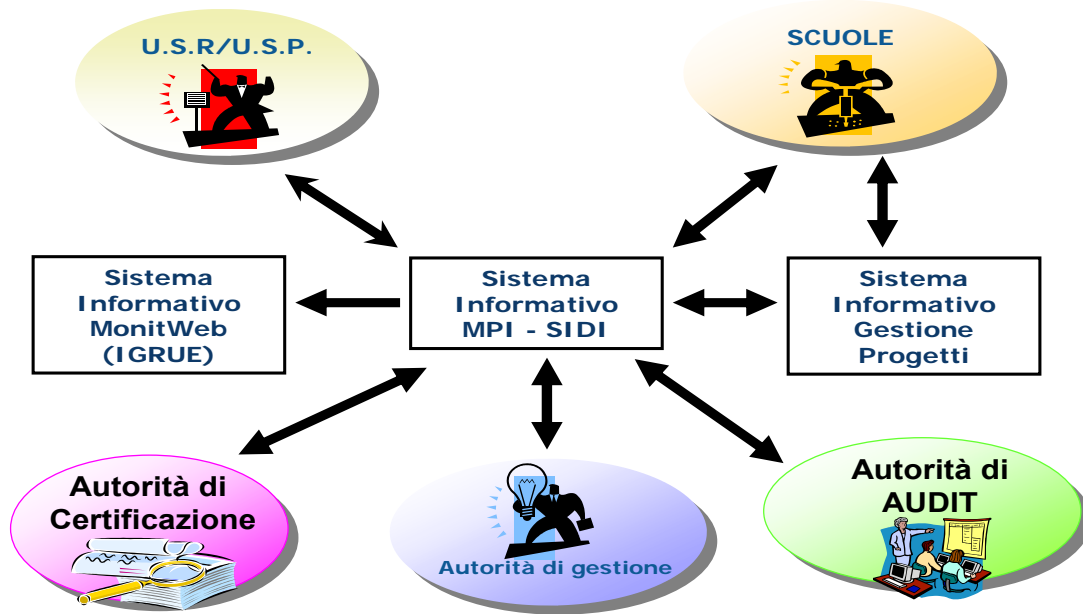 U.S.R/U.S.P.
SCUOLE
Sistema
Informativo
MonitWeb
(IGRUE)
Sistema
Informativo
MPI - SIDI
Sistema
Informativo
Gestione
Progetti
Autorità di
Certificazione
Autorità di gestione
Autorità di
AUDIT